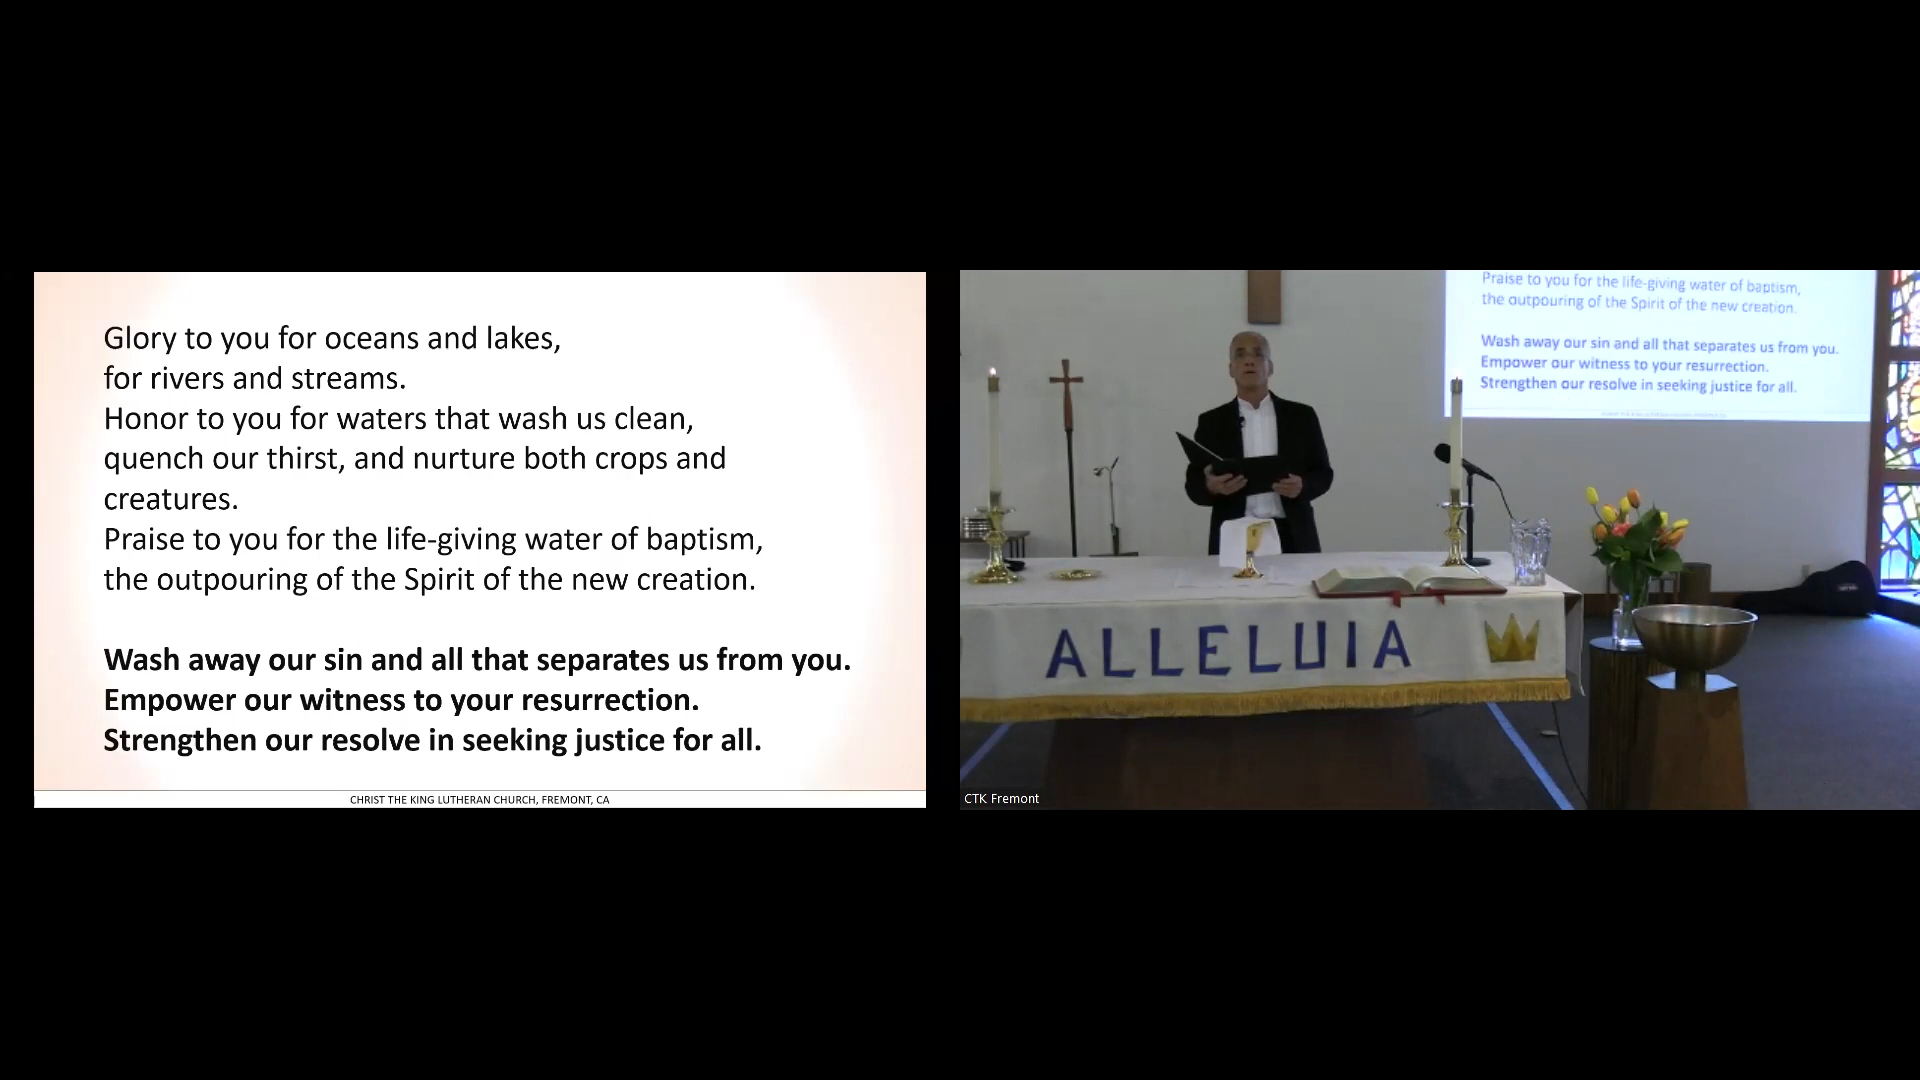 Glory to you for oceans and lakes,
for rivers and streams.
Honor to you for waters that wash us clean,
quench our thirst, and nurture both crops and
creatures.
Praise to you for the life-giving water of baptism,
the outpouring of the Spirit of the new creation.
Wash away our sin and all that separates us from you.
Empower our witness to your resurrection.
Strengthen our resolve in seeking justice for all.
CHRIST THE KING LUTHERAN CHURCH, FREMONT, CA
Praise to you for the life-giving water of baptism,
the outpouring of the Spirit of the new creation.
Wash away our sin and all that separates us from you.
Empower our witness to your resurrection.
Strengthen our resolve in seeking justice for all.
ALLELUIA
CTK Fremont